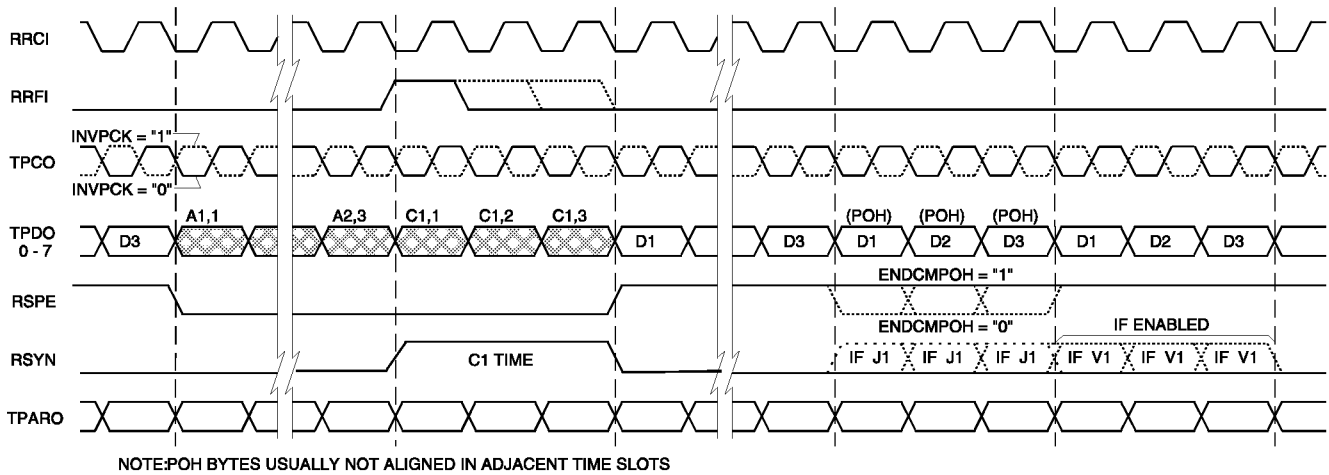 RRCI
RRFI
INVPCK = "1"
TPCO
INVPCK = "0"
A1,1 A2,3 C1,1 C1,2 C1,3 (POH) (POH) (POH)
TPDO
0 - 7
D3 D1 D3 D1 D2 D3 D1 D2 D3
ENDCMPOH = "1"
RSPE
ENDCMPOH = "0" IF ENABLED
RSYN C1 TIME IF J1 IF J1 IF J1 IF V1 IF V1 IF V1
TPARO
NOTE:POH BYTES USUALLY NOT ALIGNED IN ADJACENT TIME SLOTS